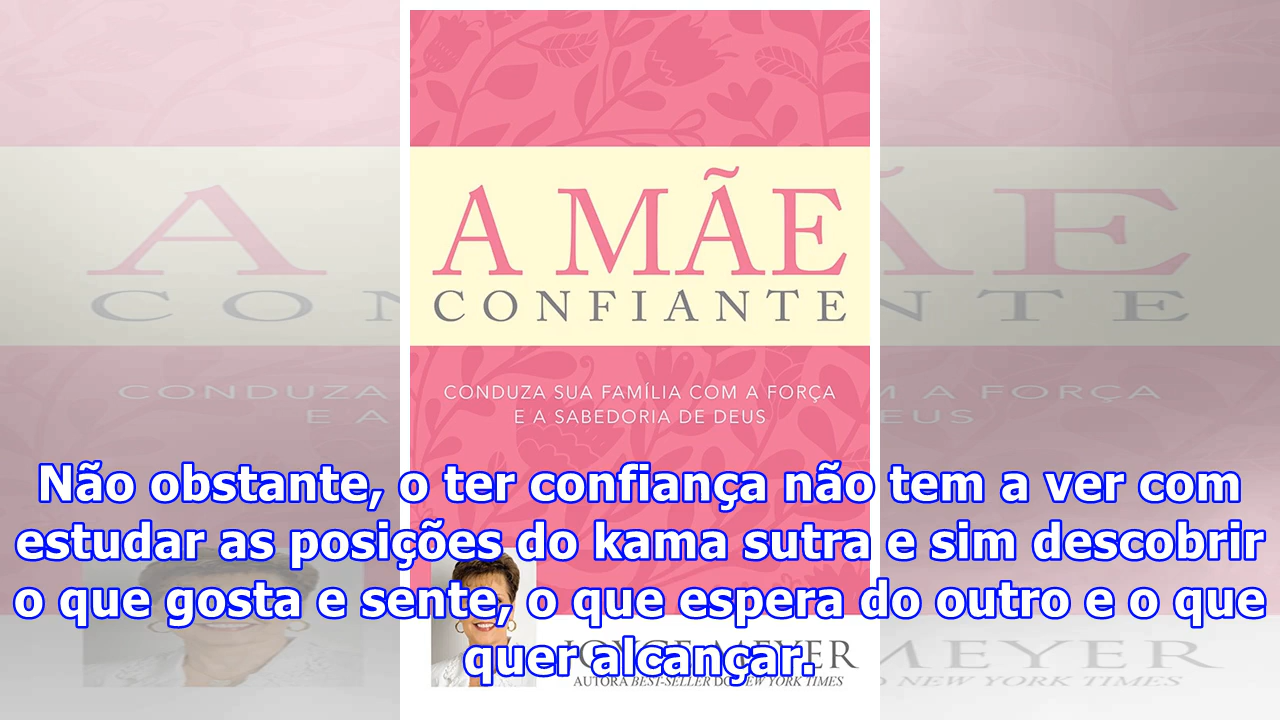 A MÃE
CONFIANTE
CONDUZA SUA FAMÍLIA COM A FORÇA
E A SABEDORIA DE DEUS
Não obstante, o ter confiança não tem a ver com
estudar as posições do kama sutra e sim descobrir
o que gosta e sente, o que espera do outro e o que
quer alcançar.
JOYCE MEYER
AUTORA BEST-SELLER DO NEW YORK TIMES